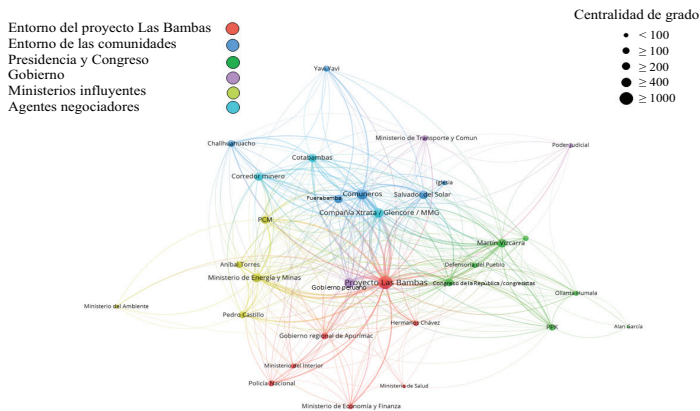 Entorno del proyecto Las Bambas
Entorno de las comunidades
Presidencia y Congreso
Gobierno
Ministerios influyentes
Agentes negociadores
Centralidad de grado
< 100
≥ 100
≥ 200
≥ 400
≥ 1000
Yavi Yavi
Ministerio de Transporte y Comun
Challhuahuacho
Poder judicial
Cotabambas
Corredor minero
Iglesia
Fuerabamba
Comuneros
Salvador del Solar
Compañía Xtrata / Glencore / MMG
PCM
Martín Vizcarra
Aníbal Torres
Defensoría del Pueblo
Ministerio de Energía y Minas
Gobierno peruano
Proyecto Las Bambas
Congreso de la República /congresistas
Ollanta Humala
Ministerio del Ambiente
Pedro Castillo
Hermanos Chávez
PPK
Alan García
Gobierno regional de Apurímac
Ministerio del Interior
Policía Nacional
Ministerio de Salud
Ministerio de Economía y Finanza